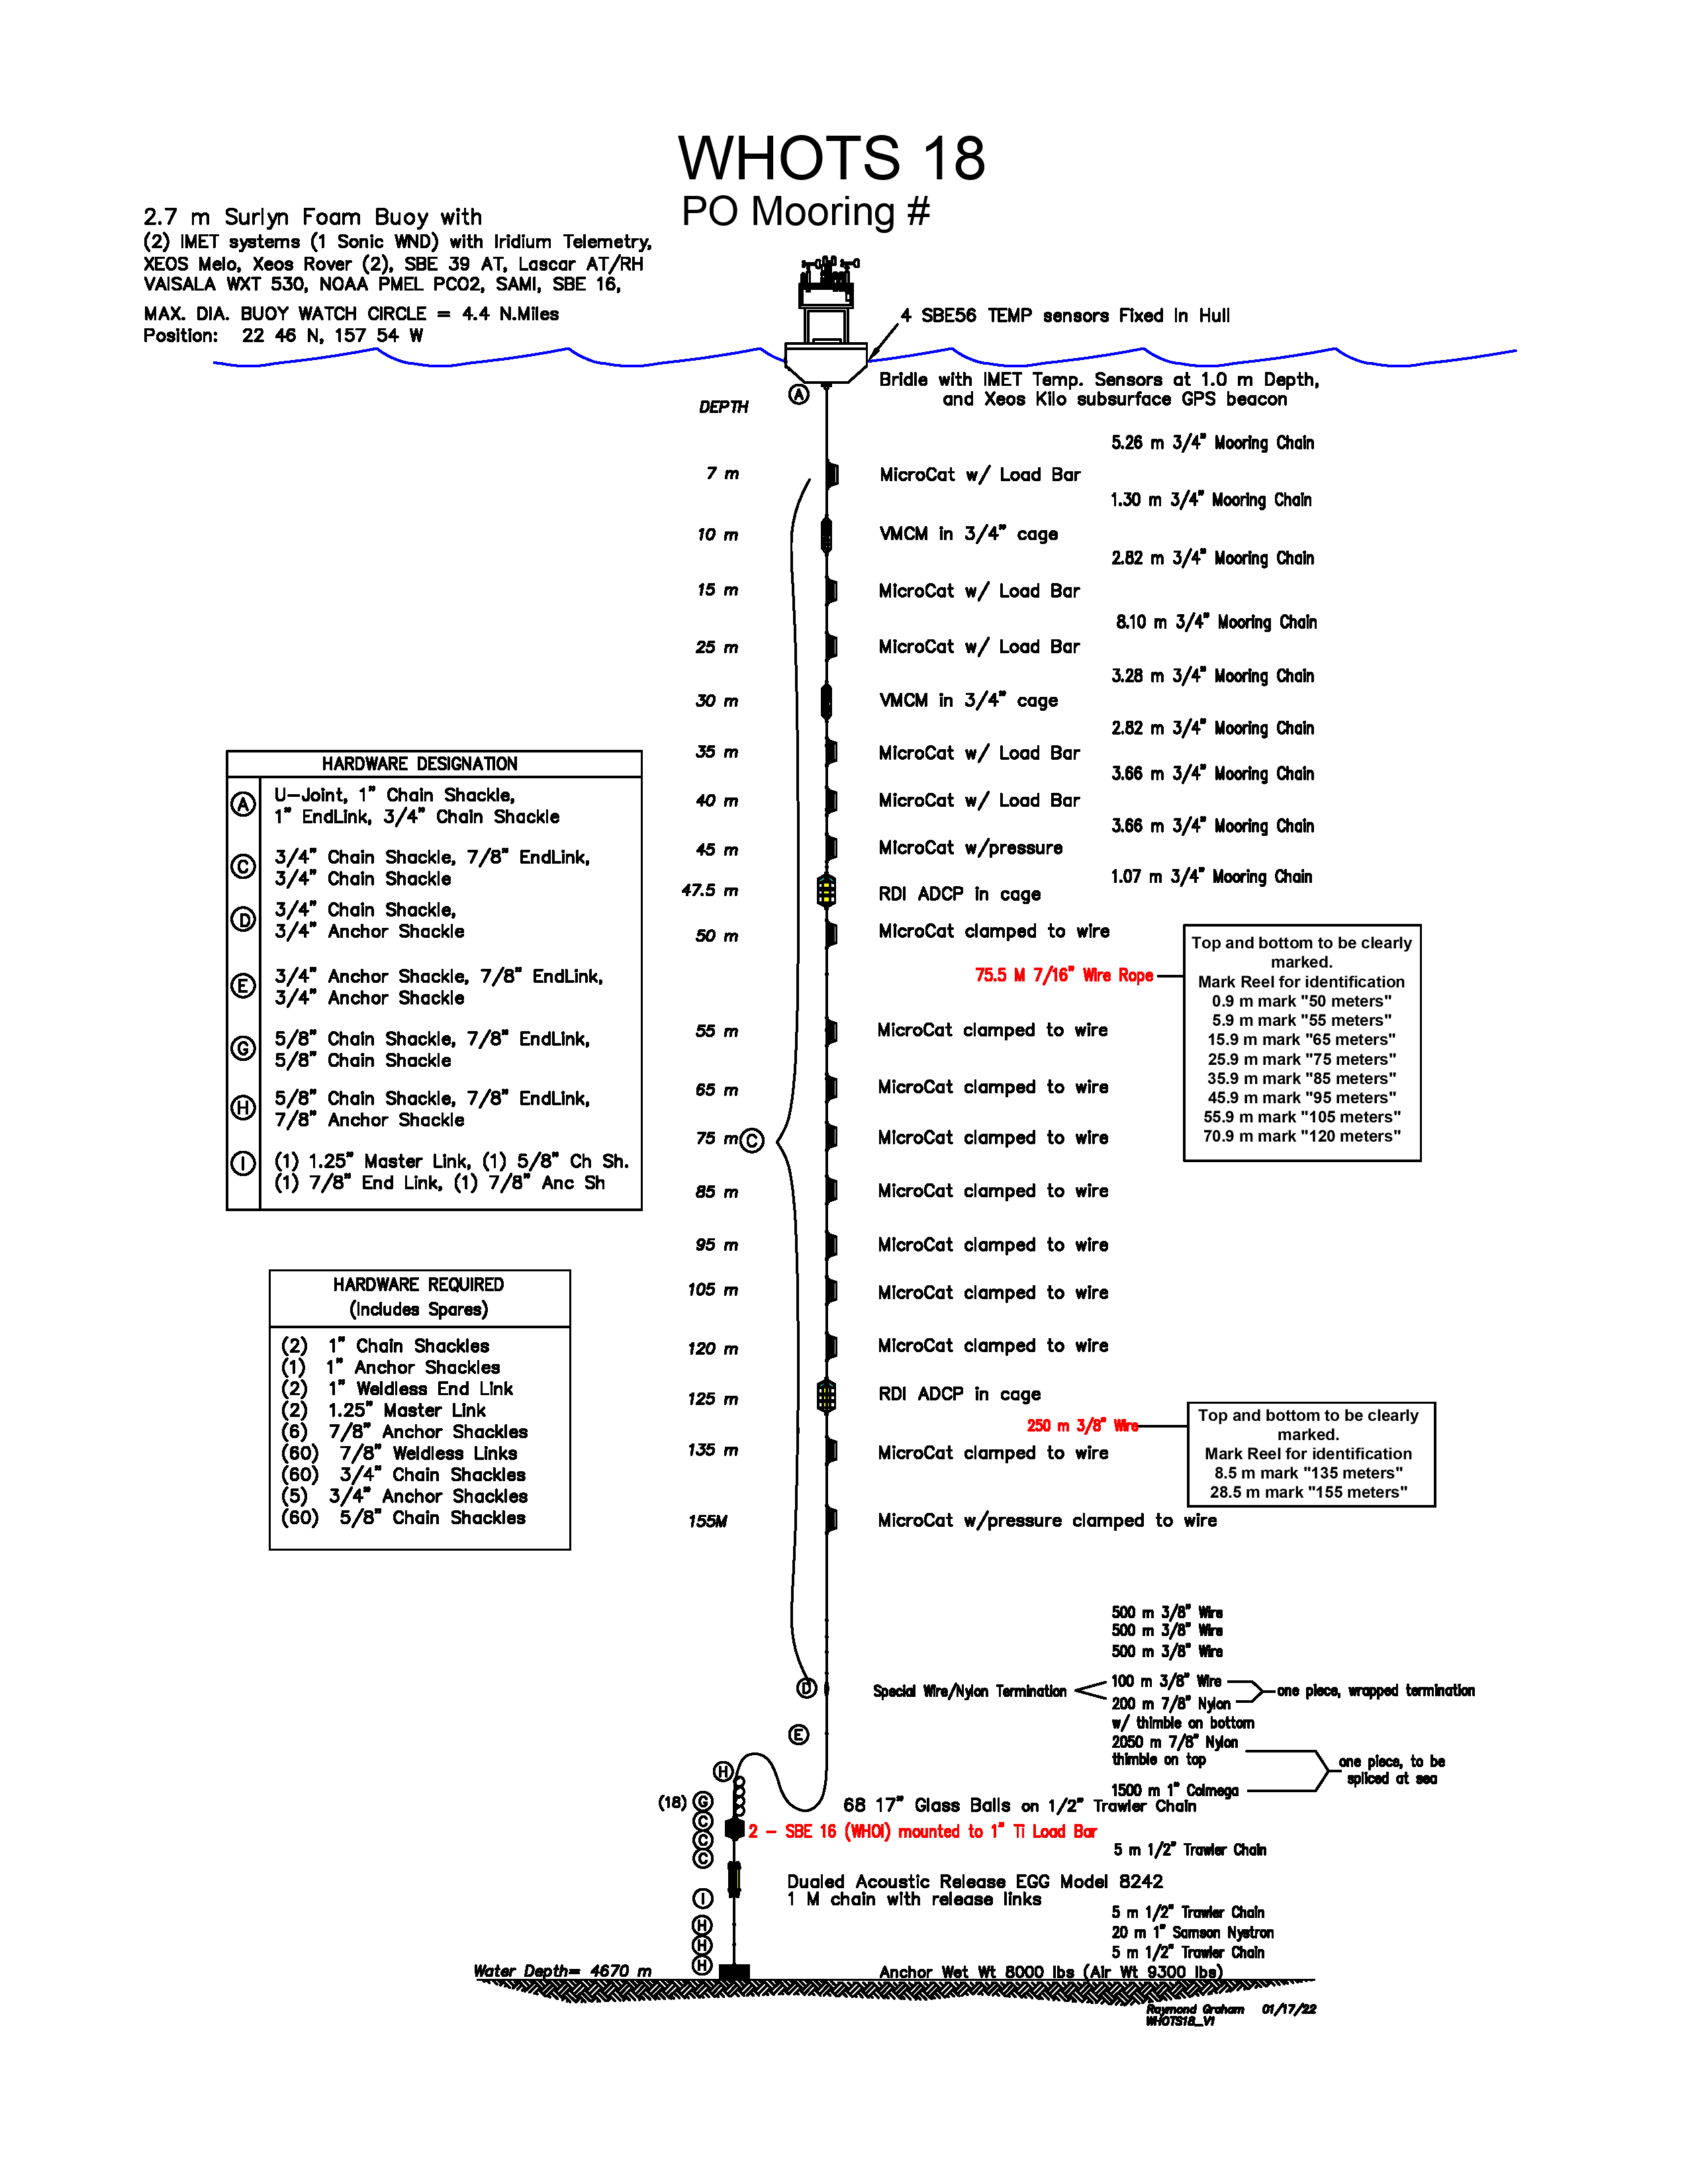 WHOTS 18
PO Mooring #
2.7 m Surlyn Foam Buoy with
(2) IMET systems (1 Sonic WND) with Iridium Telemetry,
XEOS Melo, Xeos Rover (2), SBE 39 AT, Lascar AT/RH
VAISALA WXT 530, NOAA PMEL PCO2, SAMI, SBE 16,
MAX. DIA. BUOY WATCH CIRCLE = 4.4 N.Miles
Position: 22 46 N, 157 54 W
4 SBE56 TEMP sensors Fixed In Hull
Bridle with IMET Temp. Sensors at 1.0 m Depth,
and Xeos Kilo subsurface GPS beacon
A
DEPTH
5.26 m 3/4" Mooring Chain
7 m MicroCat w/ Load Bar
1.30 m 3/4" Mooring Chain
10 m VMCM in 3/4" cage
2.82 m 3/4" Mooring Chain
15 m MicroCat w/ Load Bar
8.10 m 3/4" Mooring Chain
25 m MicroCat w/ Load Bar
3.28 m 3/4" Mooring Chain
30 m VMCM in 3/4" cage
2.82 m 3/4" Mooring Chain
35 m MicroCat w/ Load Bar
3.66 m 3/4" Mooring Chain
40 m MicroCat w/ Load Bar
3.66 m 3/4" Mooring Chain
45 m MicroCat w/pressure
1.07 m 3/4" Mooring Chain
47.5 m RDI ADCP in cage
50 m MicroCat clamped to wire
75.5 M 7/16" Wire Rope
Top and bottom to be clearly
marked.
Mark Reel for identification
0.9 m mark "50 meters"
5.9 m mark "55 meters"
15.9 m mark "65 meters"
25.9 m mark "75 meters"
35.9 m mark "85 meters"
45.9 m mark "95 meters"
55.9 m mark "105 meters"
70.9 m mark "120 meters"
55 m MicroCat clamped to wire
65 m MicroCat clamped to wire
75 m C MicroCat clamped to wire
85 m MicroCat clamped to wire
95 m MicroCat clamped to wire
105 m MicroCat clamped to wire
120 m MicroCat clamped to wire
125 m RDI ADCP in cage
250 m 3/8" Wire
Top and bottom to be clearly
marked.
Mark Reel for identification
8.5 m mark "135 meters"
28.5 m mark "155 meters"
135 m MicroCat clamped to wire
155M MicroCat w/pressure clamped to wire
HARDWARE DESIGNATION
A U-Joint, 1" Chain Shackle,
1" EndLink, 3/4" Chain Shackle
C 3/4" Chain Shackle, 7/8" EndLink,
3/4" Chain Shackle
D 3/4" Chain Shackle,
3/4" Anchor Shackle
E 3/4" Anchor Shackle, 7/8" EndLink,
3/4" Anchor Shackle
G 5/8" Chain Shackle, 7/8" EndLink,
5/8" Chain Shackle
H 5/8" Chain Shackle, 7/8" EndLink,
7/8" Anchor Shackle
I (1) 1.25" Master Link, (1) 5/8" Ch Sh.
(1) 7/8" End Link, (1) 7/8" Anc Sh
HARDWARE REQUIRED
(Includes Spares)
(2) 1" Chain Shackles
(1) 1" Anchor Shackles
(2) 1" Weldless End Link
(2) 1.25" Master Link
(6) 7/8" Anchor Shackles
(60) 7/8" Weldless Links
(60) 3/4" Chain Shackles
(5) 3/4" Anchor Shackles
(60) 5/8" Chain Shackles
500 m 3/8" Wire
500 m 3/8" Wire
500 m 3/8" Wire
D
Special Wire/Nylon Termination
100 m 3/8" Wire
200 m 7/8" Nylon
one piece, wrapped termination
w/ thimble on bottom
2050 m 7/8" Nylon
thimble on top
1500 m 1" Colmega
one piece, to be
spliced at sea
E
H
(18) G
C
C
C
I
H
H
H
68 17" Glass Balls on 1/2" Trawler Chain
2 - SBE 16 (WHOI) mounted to 1" Ti Load Bar
5 m 1/2" Trawler Chain
Dualed Acoustic Release EGG Model 8242
1 M chain with release links
5 m 1/2" Trawler Chain
20 m 1" Samson Nystron
5 m 1/2" Trawler Chain
Water Depth= 4670 m
Anchor Wet Wt 8000 lbs (Air Wt 9300 lbs)
Raymond Graham 01/17/22
WHOTS18_V1